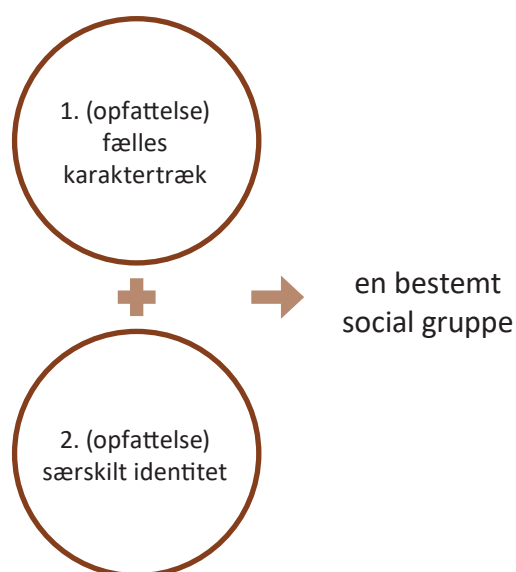 1. (opfattelse)
fælles
karaktertræk
en bestemt
social gruppe
2. (opfattelse)
særskilt identitet